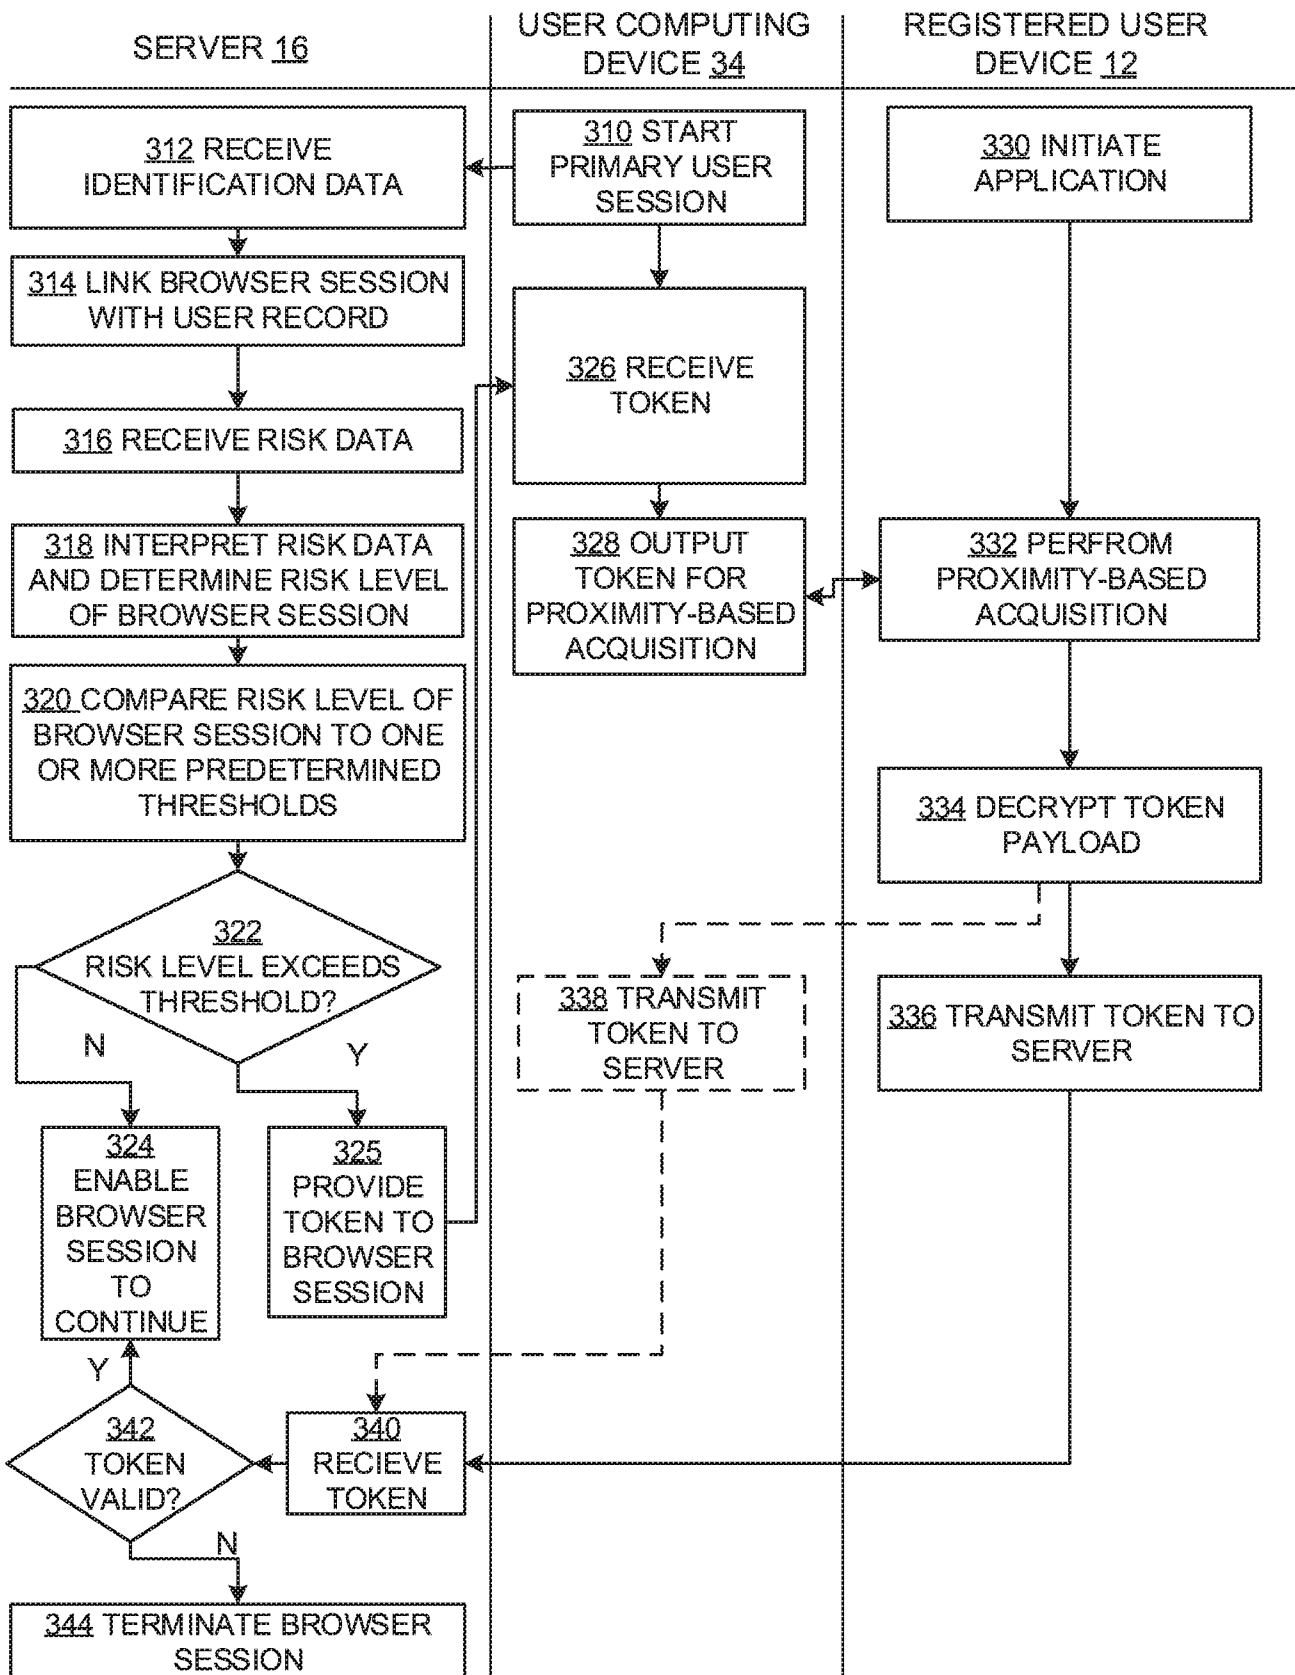 SERVER 16
USER COMPUTING
DEVICE 34
REGISTERED USER
DEVICE 12
312 RECEIVE
IDENTIFICATION DATA
310 START
PRIMARY USER
SESSION
330 INITIATE
APPLICATION
314 LINK BROWSER SESSION
WITH USER RECORD
326 RECEIVE
TOKEN
316 RECEIVE RISK DATA
318 INTERPRET RISK DATA
AND DETERMINE RISK LEVEL
OF BROWSER SESSION
328 OUTPUT
TOKEN FOR
PROXIMITY-BASED
ACQUISITION
332 PERFROM
PROXIMITY-BASED
ACQUISITION
320 COMPARE RISK LEVEL OF
BROWSER SESSION TO ONE
OR MORE PREDETERMINED
THRESHOLDS
334 DECRYPT TOKEN
PAYLOAD
322
RISK LEVEL EXCEEDS
THRESHOLD?
338 TRANSMIT
TOKEN TO
SERVER
336 TRANSMIT TOKEN TO
SERVER
N
Y
324
ENABLE
BROWSER
SESSION
TO
CONTINUE
325
PROVIDE
TOKEN TO
BROWSER
SESSION
Y
342
TOKEN
VALID?
340
RECIEVE
TOKEN
N
344 TERMINATE BROWSER
SESSION